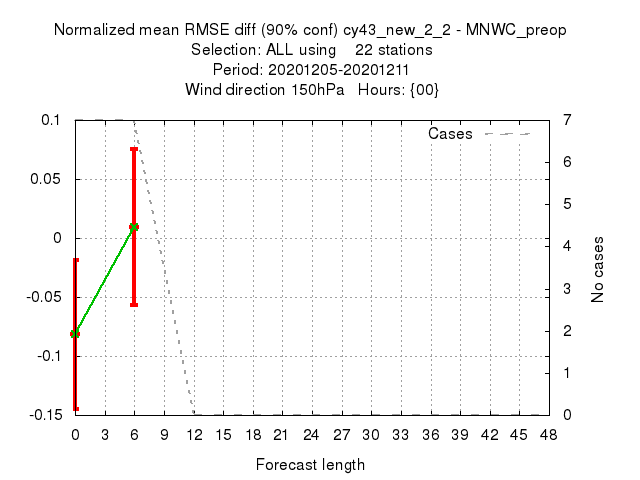 Normalized mean RMSE diff (90% conf) cy43_new_2_2 - MNWC_preop
Selection: ALL using 22 stations
Period: 20201205-20201211
Wind direction 150hPa Hours: {00}
Cases
0.1
0.05
0
-0.05
-0.1
-0.15
7
6
5
4
3
2
1
0
No cases
0 3 6 9 12 15 18 21 24 27 30 33 36 39 42 45 48
Forecast length